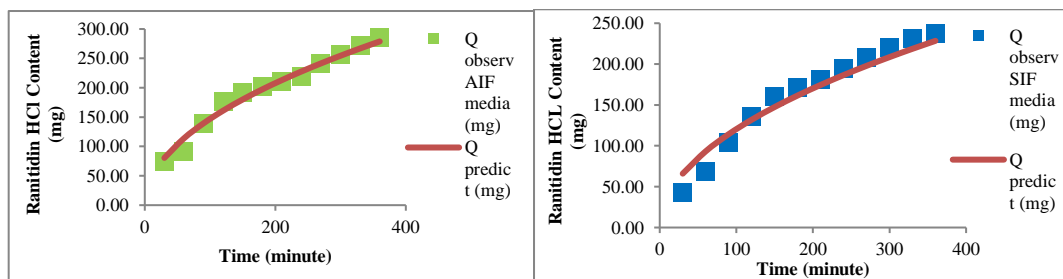 Ranitidin HCl Content
(mg)
300.00
250.00
200.00
150.00
100.00
50.00
0.00
0
200
400
Time (minute)
Q
observ
AIF
media
(mg)
Q
predic
t (mg)
Ranitidin HCL Content
(mg)
250.00
200.00
150.00
100.00
50.00
0.00
0
100
200
300
400
Time (minute)
Q
observ
SIF
media
(mg)
Q
predic
t (mg)